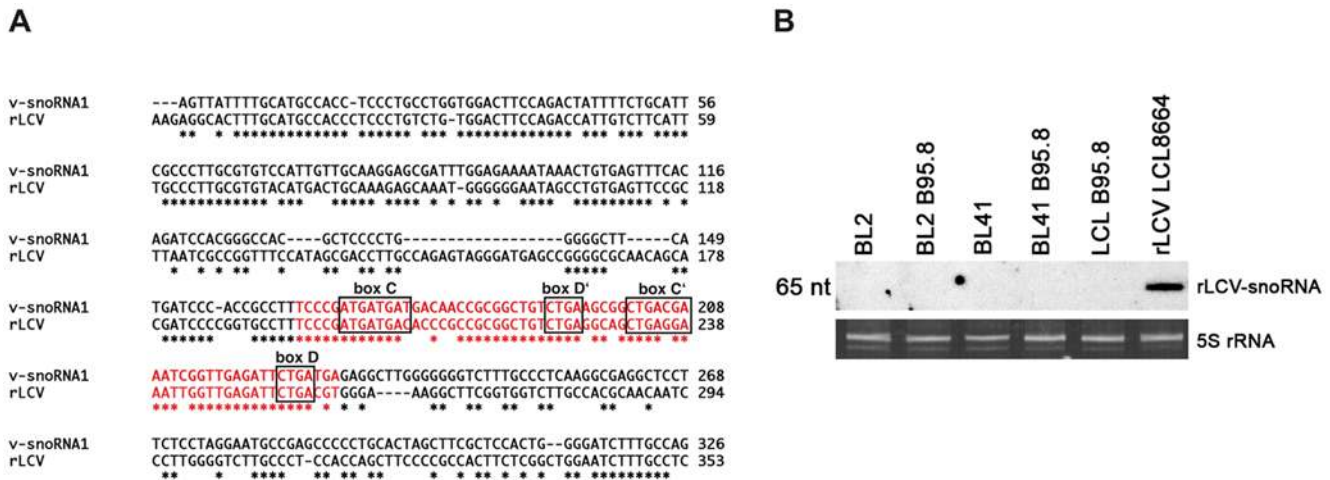 A
v-snoRNA1 ---AGTTATTTTGCATGCCACC-TCCCTGCCTGGTGGACTTCCAGACTATTTTCTGCATT 56
rLCV AAGAGGCACTTTGCATGCCACCCTCCCTGTCTG-TGGACTTCCAGACCATTGTCTTCATT 59
** * ************** ****** *** ************* *** *** ****
v-snoRNA1 CGCCCTTGCGTGTCCATTGTTGCAAGGAGCGATTTGGAGAAAATAAACTGTGAGTTTCAC 116
rLCV TGCCCTTGCGTGTACATGACTGCAAAGAGCAAAT-GGGGGGAATAGCCTGTGAGTTCCGC 118
************ *** ***** **** * * ** * *** ********* * *
v-snoRNA1 AGATCCACGGGCCAC----GCTCCCCTG-----------------GGGGCTT----CA 149
rLCV TTAATCGCCGGTTTCCATAGCGACCTTGCCAGAGTAGGGATGAGCCGGGGCGCAACAGCA 178
* * * ** * ** ** ** **** **
box C box D' box C'
v-snoRNA1 TGATCCC-ACCGCCTTTCCCGATGATGATGACAACCGCGGCTGTCTGAAGCGGCTGACGA 208
rLCV CGATCCCCGGTGCCTTTCCCGATGATGACACCCGCCGCGGCTGTCTGAGGCAGCTGAGGA 238
****** ***************** * ************* ** **** **
box D
v-snoRNA1 AATCGGTTGAGATTCTGATGAGAGGCTTGGGGGGGTCTTTGCCCTCAAGGCGAGGCTCCT 268
rLCV AATTGGTTGAGATTCTGACGTGGGA----AAGGCTTCGGTGGTCTTGCCACGCAACAATC 294
*** ************** * * * ** ** ** ** ** *
v-snoRNA1 TCTCCTAGGAATGCCGAGCCCCCTGCACTAGCTTCGCTCCACTG--GGGATCTTTGCCAG 326
rLCV CCTTGGGGTCTTGCCCT-CCACCAGCTTCCCCGCCACTTCTCGGCTGGAATCTTTGCCTC 353
** * **** ** ** ** * * ** * * * ** *********
B
BL2
BL2 B95.8
BL41
BL41 B95.8
LCL B95.8
rLCV LCL8664
65 nt
rLCV-snoRNA
5S rRNA